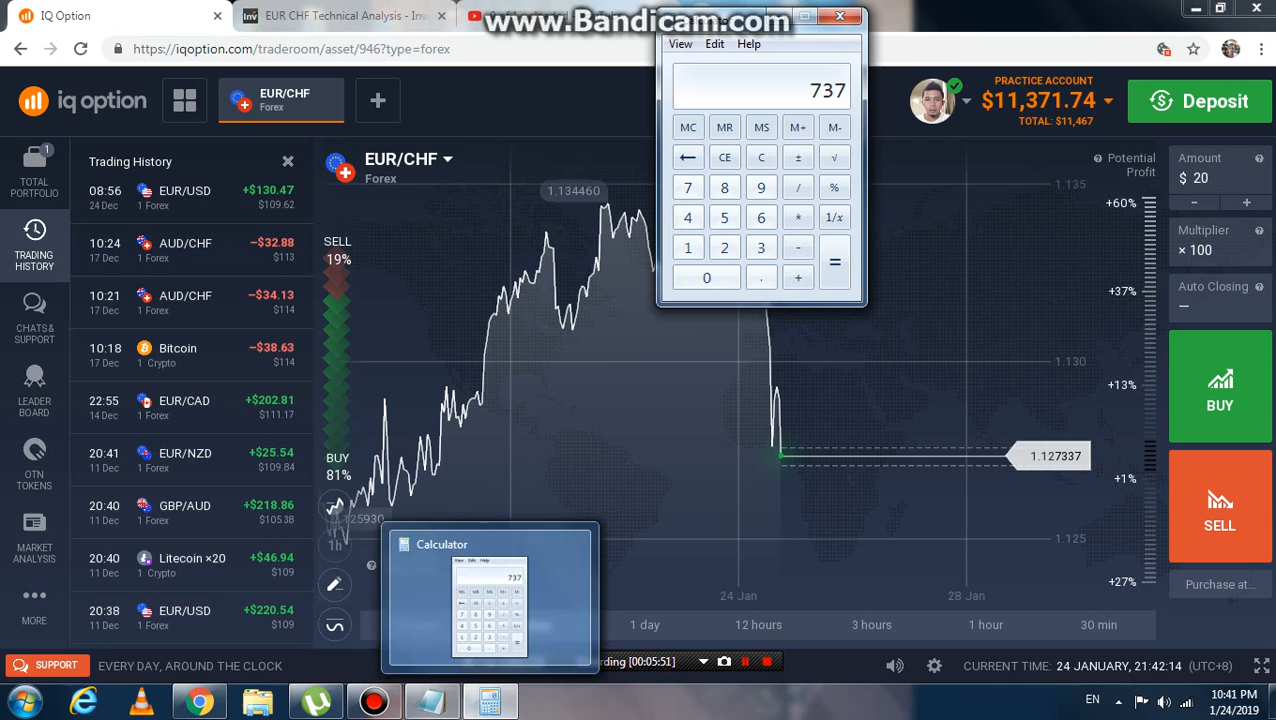 IQ Option
EUR CHF Technical Analysis - Inv
www.Bandicam.com
https://iqoption.com/traderoom/asset/946?type=forex
View Edit Help
737
MC MR MS M+ M-
← CE C ± √
7 8 9 / %
4 5 6 * 1/x
1 2 3 - =
0 . +
iq option
EUR/CHF
Forex
PRACTICE ACCOUNT
$11,371.74
TOTAL: $11,467
Deposit
1
TOTAL
PORTFOLIO
TRADING
HISTORY
CHATS &
SUPPORT
LEADER
BOARD
OTN
TOKENS
MARKET
ANALYSIS
MORE
Trading History
08:56 EUR/USD +$130.47
24 Dec 1 Forex $109.62
10:24 AUD/CHF −$32.88
17 Dec 1 Forex $113
10:21 AUD/CHF −$34.13
17 Dec 1 Forex $114
10:18 Bitcoin −$38.63
17 Dec 1 Crypto
22:55 EUR/CAD +$202.81
14 Dec 1 Forex
EUR/NZD
11 Dec 1 Forex $109.84
20:40 GBP/AUD +$218.86
11 Dec 1 Forex $105.38
20:40 Litecoin x20 +$46.94
11 Dec 1 Crypto
20:38 EUR/USD +$220.54
11 Dec 1 Forex $109
EUR/CHF
Forex
SELL
19%
BUY
81%
1.134460
1.135
1.130
1.127337
1.125
24 Jan 28 Jan
1 day 12 hours 3 hours 1 hour 30 min
Potential
Profit
+60%
+37%
+13%
+1%
+27%
Amount
$ 20
- +
Multiplier
× 100
Auto Closing
–
BUY
SELL
Purchase at...
Calculator
View Edit Help
737
SUPPORT
EVERY DAY, AROUND THE CLOCK
[00:05:51]
CURRENT TIME: 24 JANUARY, 21:42:14 (UTC+8)
EN
10:41 PM
1/24/2019